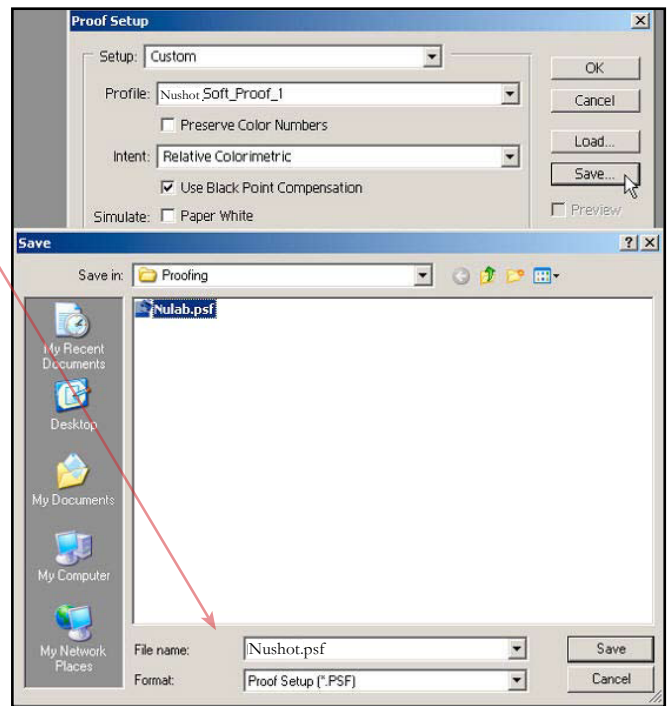 Proof Setup
Setup: Custom
OK
Profile: Nushot Soft_Proof_1
Cancel
Preserve Color Numbers
Load...
Intent: Relative Colorimetric
Save...
Use Black Point Compensation
Preview
Simulate: Paper White
Save
Save in: Proofing
Nulab.psf
My Recent
Documents
Desktop
My Documents
My Computer
My Network
Places
File name: Nushot.psf
Save
Format: Proof Setup (*.PSF)
Cancel